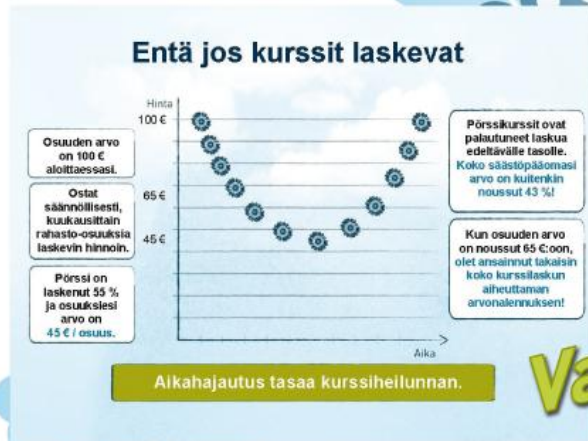 Entä jos kurssit laskevat
Hinta
100 €
65 €
45 €
Aika
Osuuden arvo
on 100 €
aloittaessasi.
Ostat
säännöllisesti,
kuukausittain
rahasto-osuuksia
laskevin hinnoin.
Pörssi on
laskenut 55 %
ja osuuksiesi
arvo on
45 € / osuus.
Pörssikurssit ovat
palautuneet laskua
edeltävälle tasolle.
Koko säästöpääomasi
arvo on kuitenkin
noussut 43 %!
Kun osuuden arvo
on noussut 65 €:oon,
olet ansainnut takaisin
koko kurssilaskun
aiheuttaman
arvonalennuksen!
Aikahajautus tasaa kurssiheilunnan.